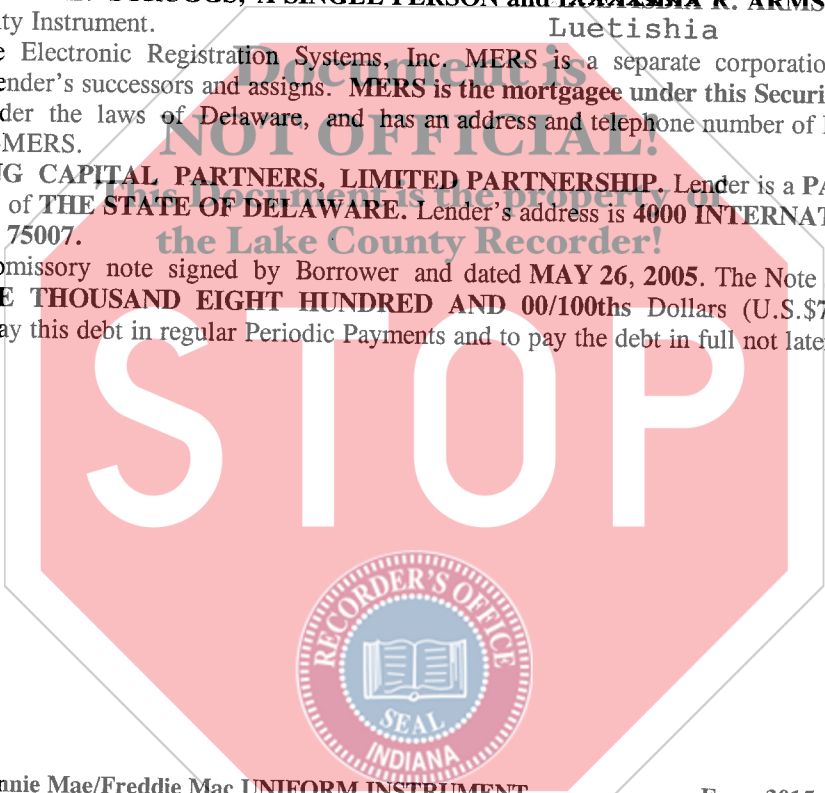 STRUGGS, A SINGLE PERSON and R. ARMS
ty Instrument.
Luetishia
e Electronic Registration Systems, Inc. MERS is a separate corporatio
ender's successors and assigns. MERS is the mortgagee under this Securi
der the laws of Delaware, and has an address and telephone number of
-MERS.
G CAPITAL PARTNERS, LIMITED PARTNERSHIP. Lender is a PA
of THE STATE OF DELAWARE. Lender's address is 4000 INTERNAT
75007.
omissory note signed by Borrower and dated MAY 26, 2005. The Note
E THOUSAND EIGHT HUNDRED AND 00/100ths Dollars (U.S.$7
ay this debt in regular Periodic Payments and to pay the debt in full not late
Document is
NOT OFFICIAL!
This Document is the property of
the Lake County Recorder!
STOP
RECORDER'S OFFICE
SEAL
INDIANA
nnie Mae/Freddie Mac UNIFORM INSTRUMENT